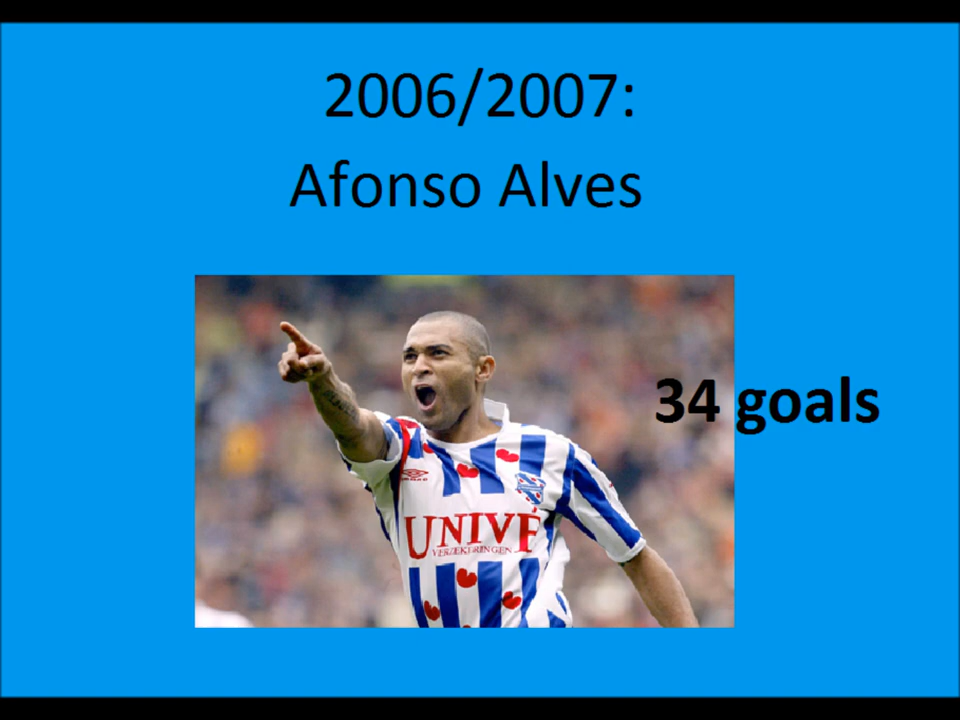 2006/2007:
Afonso Alves
34 goals
UNIVÉ
VERZEKERINGEN